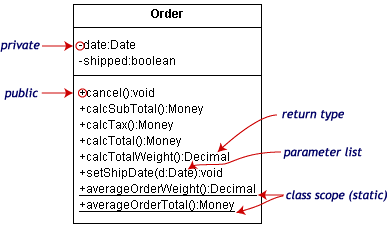 Order
private
-date:Date
-shipped:boolean
public
+cancel():void
+calcSubTotal():Money
+calcTax():Money
+calcTotal():Money
+calcTotalWeight():Decimal
+setShipDate(d:Date):void
+averageOrderWeight():Decimal
+averageOrderTotal():Money
return type
parameter list
class scope (static)